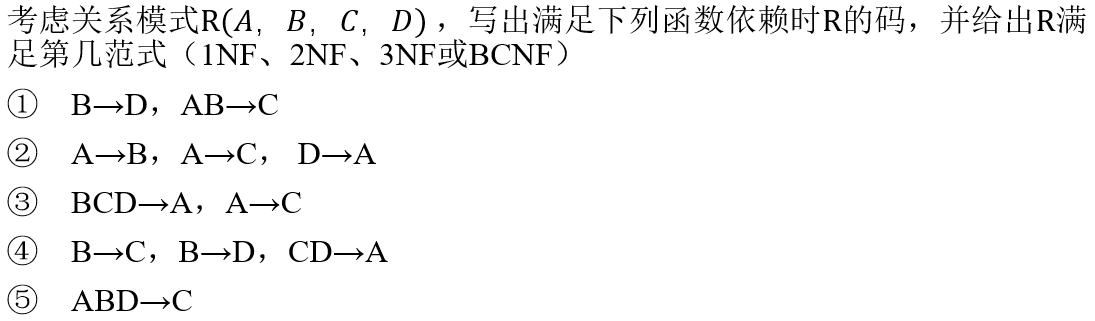 考虑关系模式R(A, B, C, D)，写出满足下列函数依赖时R的码，并给出R满
足第几范式（1NF、2NF、3NF或BCNF）
① B→D，AB→C
② A→B，A→C， D→A
③ BCD→A，A→C
④ B→C，B→D，CD→A
⑤ ABD→C